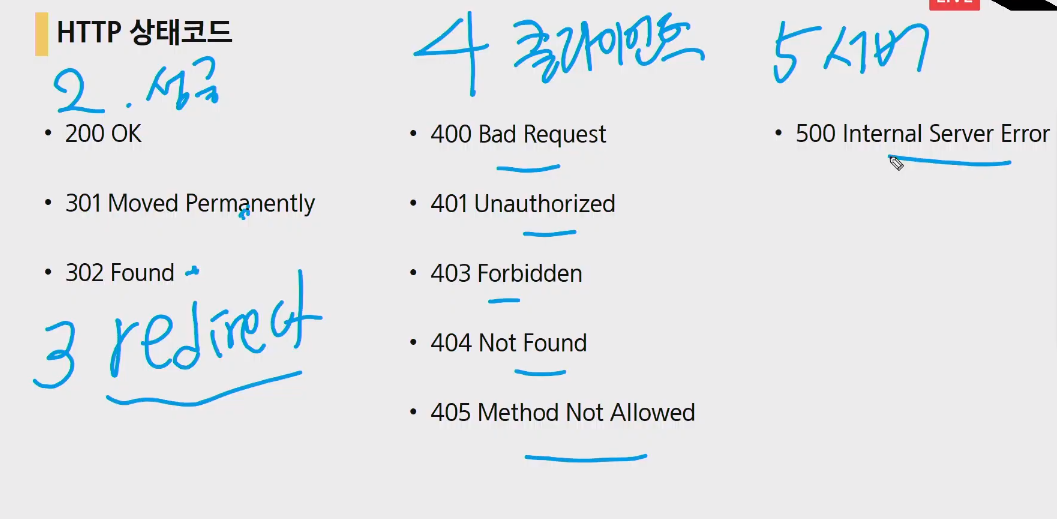 LIVE
HTTP 상태코드
2. 성공
• 200 OK
• 301 Moved Permanently
• 302 Found
3 redirect
4 클라이언트
• 400 Bad Request
• 401 Unauthorized
• 403 Forbidden
• 404 Not Found
• 405 Method Not Allowed
5 서버
• 500 Internal Server Error